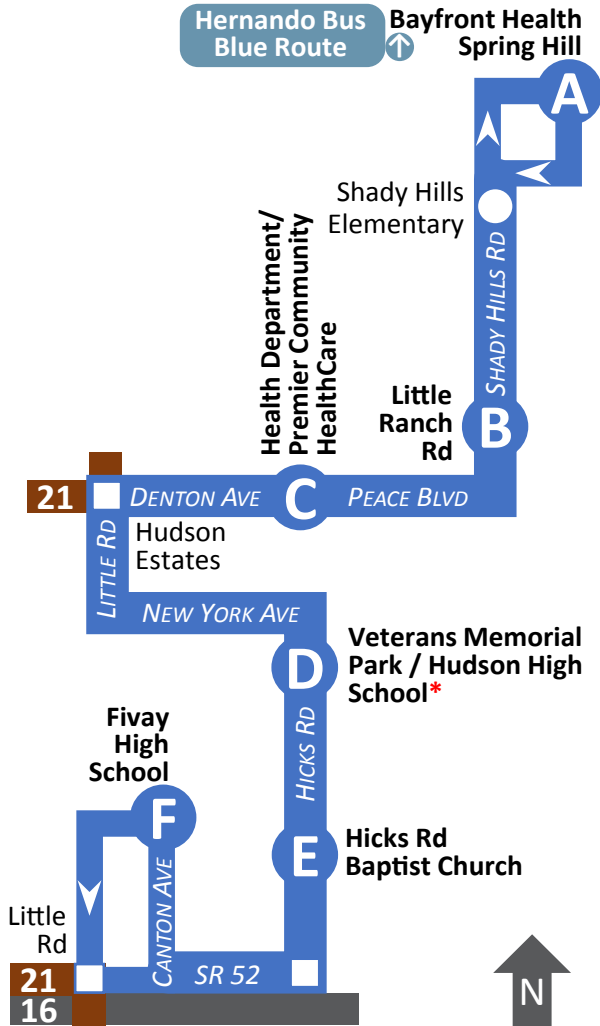 Hernando Bus
Blue Route
Bayfront Health
Spring Hill
A
Shady Hills
Elementary
SHADY HILLS RD
Health Department/
Premier Community
HealthCare
Little
Ranch
Rd
B
21
DENTON AVE
C
PEACE BLVD
LITTLE RD
Hudson
Estates
NEW YORK AVE
D
Veterans Memorial
Park / Hudson High
School*
HICKS RD
Fivay
High
School
F
E
Hicks Rd
Baptist Church
CANTON AVE
Little
Rd
21
SR 52
16
N